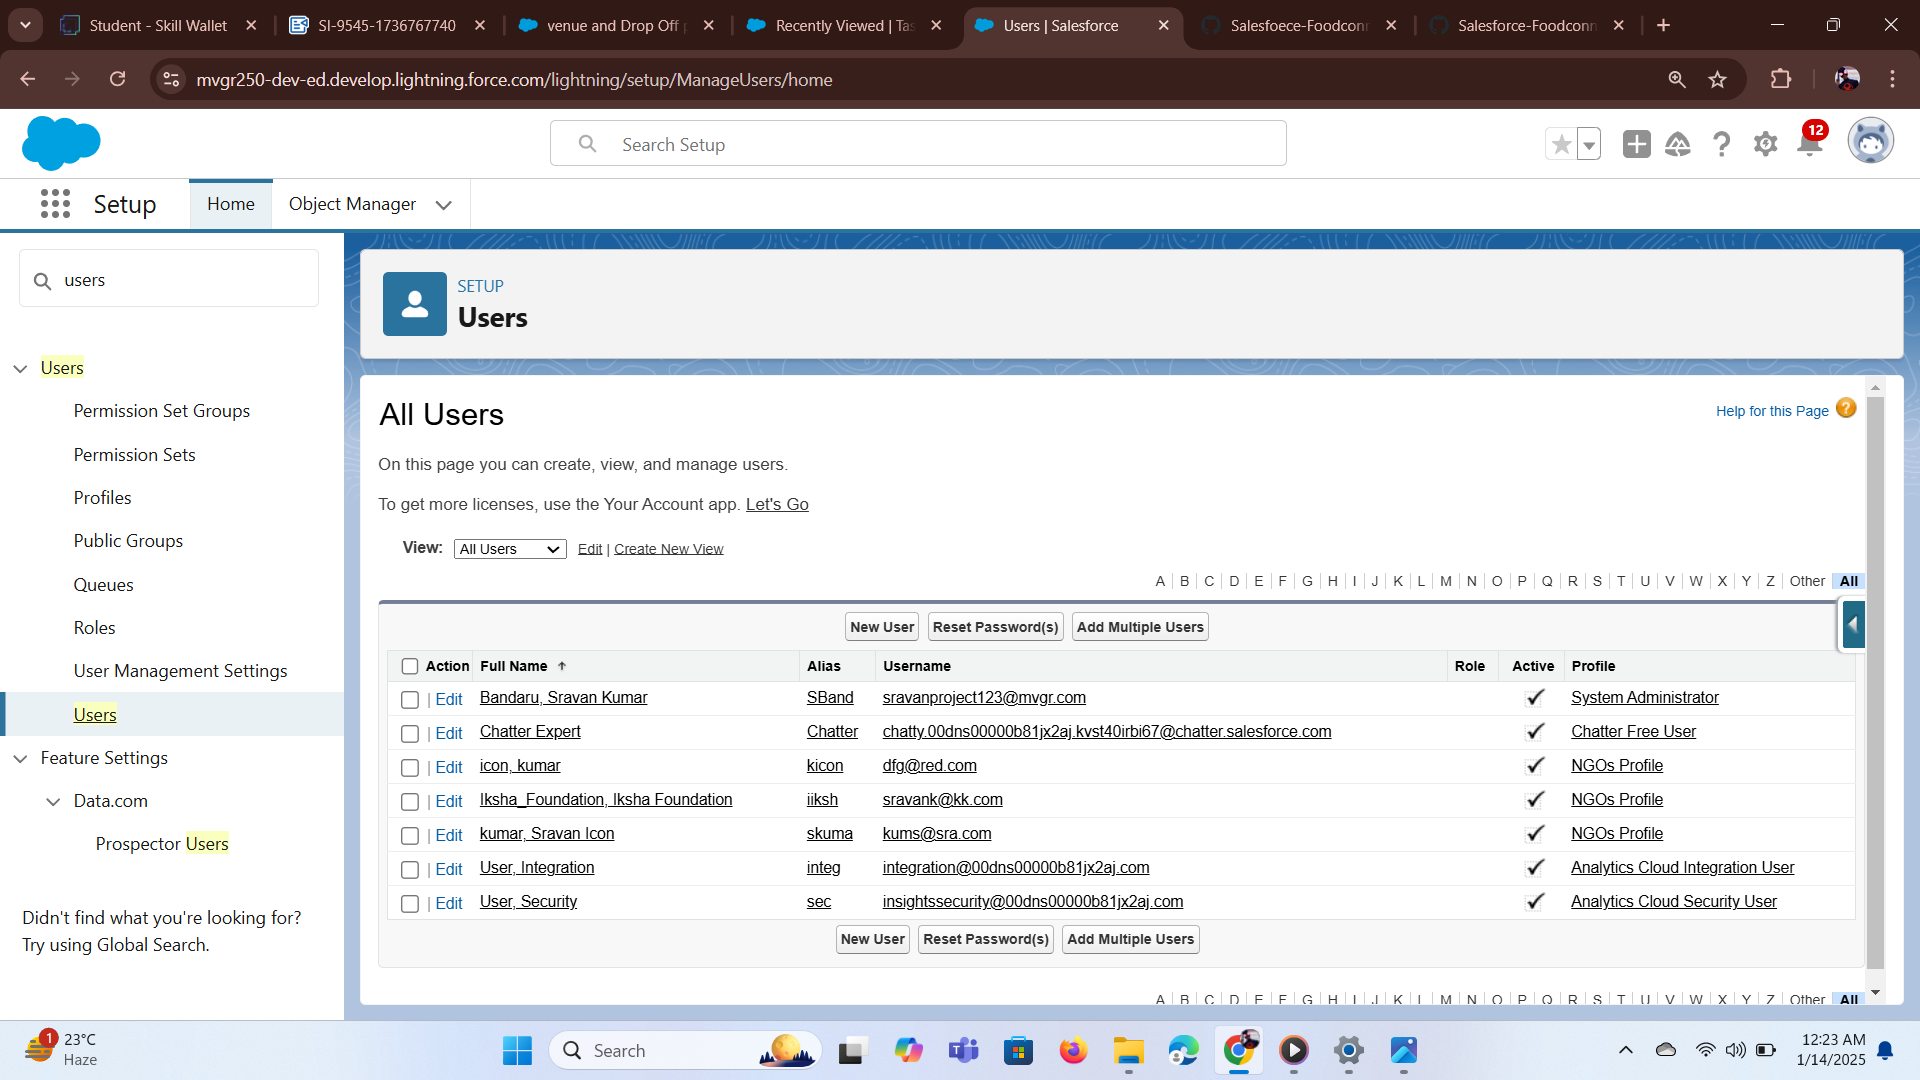 Student - Skill Wallet
SI-9545-1736767740
venue and Drop Off
Recently Viewed | Tas
Users | Salesforce
Salesfoece-Foodconn
Salesforce-Foodconn
mvgr250-dev-ed.develop.lightning.force.com/lightning/setup/ManageUsers/home
Search Setup
12
Setup
Home
Object Manager
users
SETUP
Users
Users
Permission Set Groups
Permission Sets
Profiles
Public Groups
Queues
Roles
User Management Settings
Users
Feature Settings
Data.com
Prospector Users
Didn't find what you're looking for?
Try using Global Search.
All Users
Help for this Page ?
On this page you can create, view, and manage users.
To get more licenses, use the Your Account app. Let's Go
View: All Users Edit | Create New View
A B C D E F G H I J K L M N O P Q R S T U V W X Y Z Other All
New User Reset Password(s) Add Multiple Users
Action Full Name Alias Username Role Active Profile
| Edit Bandaru, Sravan Kumar SBand sravanproject123@mvgr.com System Administrator
| Edit Chatter Expert Chatter chatty.00dns00000b81jx2aj.kvst40irbi67@chatter.salesforce.com Chatter Free User
| Edit icon, kumar kicon dfg@red.com NGOs Profile
| Edit Iksha_Foundation, Iksha Foundation iiksh sravank@kk.com NGOs Profile
| Edit kumar, Sravan Icon skuma kums@sra.com NGOs Profile
| Edit User, Integration integ integration@00dns00000b81jx2aj.com Analytics Cloud Integration User
| Edit User, Security sec insightssecurity@00dns00000b81jx2aj.com Analytics Cloud Security User
New User Reset Password(s) Add Multiple Users
A B C D E F G H I J K L M N O P Q R S T U V W X Y Z Other All
1
23°C
Haze
Search
12:23 AM
1/14/2025